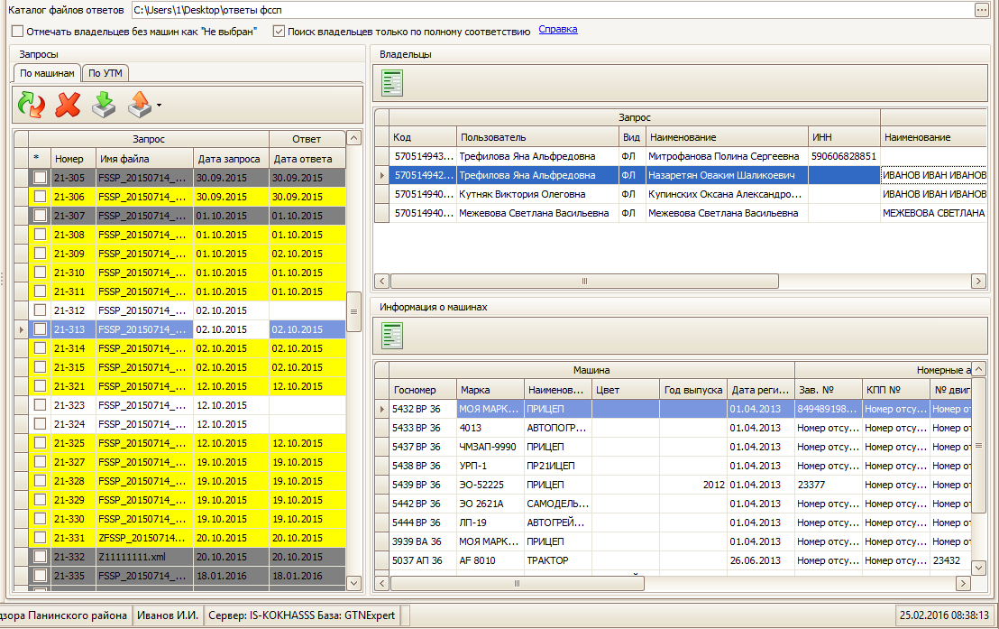 Каталог файлов ответов C:\Users\1\Desktop\ответы фссп ...
Отмечать владельцев без машин как "Не выбран" Поиск владельцев только по полному соответствию Справка
Запросы
По машинам По УТМ
Запрос Ответ
* Номер Имя файла Дата запроса Дата ответа
21-305 FSSP_20150714_... 30.09.2015 30.09.2015
21-306 FSSP_20150714_... 30.09.2015 30.09.2015
21-307 FSSP_20150714_... 01.10.2015 01.10.2015
21-308 FSSP_20150714_... 01.10.2015 01.10.2015
21-309 FSSP_20150714_... 01.10.2015 02.10.2015
21-310 FSSP_20150714_... 01.10.2015 02.10.2015
21-311 FSSP_20150714_... 01.10.2015 01.10.2015
21-312 FSSP_20150714_... 02.10.2015
21-313 FSSP_20150714_... 02.10.2015 02.10.2015
21-314 FSSP_20150714_... 02.10.2015 02.10.2015
21-315 FSSP_20150714_... 02.10.2015 02.10.2015
21-321 FSSP_20150714_... 12.10.2015 12.10.2015
21-323 FSSP_20150714_... 12.10.2015
21-324 FSSP_20150714_... 12.10.2015
21-325 FSSP_20150714_... 12.10.2015 12.10.2015
21-327 FSSP_20150714_... 19.10.2015 19.10.2015
21-328 FSSP_20150714_... 19.10.2015 19.10.2015
21-329 FSSP_20150714_... 19.10.2015 19.10.2015
21-330 FSSP_20150714_... 19.10.2015 19.10.2015
21-331 ZFSSP_20150714... 20.10.2015 20.10.2015
21-332 Z11111111.xml 20.10.2015 20.10.2015
21-335 FSSP_20150714_... 18.01.2016 18.01.2016
Владельцы
Запрос
Код Пользователь Вид Наименование ИНН Наименование
570514943... Трефилова Яна Альфредовна ФЛ Митрофанова Полина Сергеевна 590606828851
570514942... Трефилова Яна Альфредовна ФЛ Назаретян Оваким Шаликоевич ИВАНОВ ИВАН ИВАНОВ
570514940... Кутняк Виктория Олеговна ФЛ Купинских Оксана Александро... ИВАНОВ ИВАН ИВАНОВ
570514940... Межевова Светлана Васильевна ФЛ Межевова Светлана Васильевна МЕЖЕВОВА СВЕТЛАНА
Информация о машинах
Машина Номерные а
Госномер Марка Наименов... Цвет Год выпуска Дата реги... Зав. № КПП № № двиг
5432 ВР 36 МОЯ МАРК... ПРИЦЕП 01.04.2013 849489198... Номер отсу... Номер от
5433 ВР 36 4013 АВТОПОГР... 01.04.2013 Номер отсу... Номер отсу... Номер от
5437 ВР 36 ЧМЗАП-9990 ПРИЦЕП 01.04.2013 Номер отсу... Номер отсу... Номер от
5438 ВР 36 УРП-1 ПР21ИЦЕП 01.04.2013 Номер отсу... Номер отсу... Номер от
5439 ВР 36 ЭО-52225 ПРИЦЕП 2012 01.04.2013 23377 Номер отсу... Номер от
5442 ВР 36 ЭО 2621А САМОДЕЛЬ... 01.04.2013 Номер отсу... Номер отсу... Номер от
5444 ВР 36 ЛП-19 АВТОГРЕЙ... 01.04.2013 Номер отсу... Номер отсу... Номер от
3939 ВА 36 МОЯ МАРК... ПРИЦЕП 01.04.2013 Номер отсу... Номер отсу... Номер от
5037 АП 36 AF 8010 ТРАКТОР 26.06.2013 Номер отсу... Номер отсу... 23432
дзора Панинского района Иванов И.И. Сервер: IS-KOKHASSS База: GTNExpert 25.02.2016 08:38:13